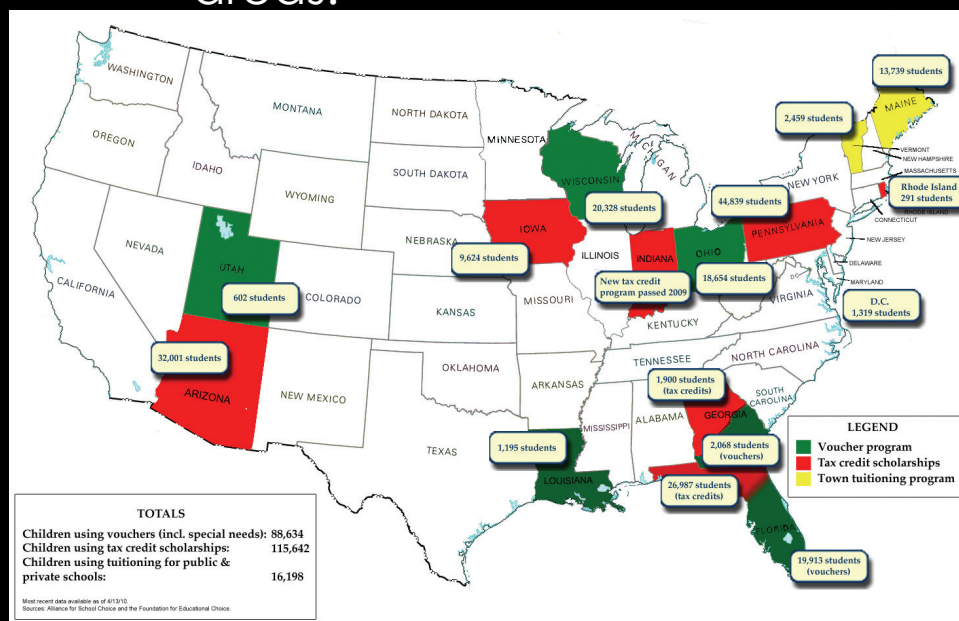 areas:
WASHINGTON
OREGON
CALIFORNIA
NEVADA
IDAHO
MONTANA
WYOMING
UTAH
602 students
COLORADO
32,001 students
ARIZONA
NEW MEXICO
NORTH DAKOTA
SOUTH DAKOTA
NEBRASKA
KANSAS
OKLAHOMA
TEXAS
MINNESOTA
IOWA
9,624 students
MISSOURI
ARKANSAS
1,195 students
LOUISIANA
WISCONSIN
20,328 students
MICHIGAN
ILLINOIS
INDIANA
New tax credit
program passed 2009
OHIO
18,654 students
KENTUCKY
TENNESSEE
MISSISSIPPI
ALABAMA
1,900 students
(tax credits)
GEORGIA
2,068 students
(vouchers)
26,987 students
(tax credits)
FLORIDA
19,913 students
(vouchers)
SOUTH
CAROLINA
NORTH CAROLINA
VIRGINIA
44,839 students
PENNSYLVANIA
NEW YORK
2,459 students
13,739 students
MAINE
VERMONT
NEW HAMPSHIRE
MASSACHUSETTS
Rhode Island
291 students
RHODE ISLAND
CONNECTICUT
NEW JERSEY
DELAWARE
MARYLAND
D.C.
D.C.
1,319 students
LEGEND
Voucher program
Tax credit scholarships
Town tuitioning program
TOTALS
Children using vouchers (incl. special needs): 88,634
Children using tax credit scholarships: 115,642
Children using tuitioning for public &
private schools: 16,198
Most recent data available as of 4/13/10.
Sources: Alliance for School Choice and the Foundation for Educational Choice.